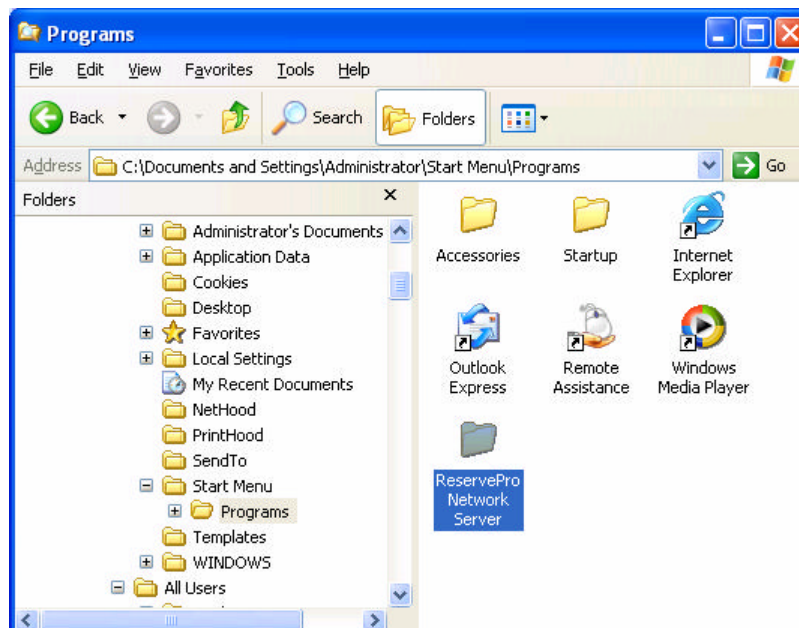 Programs
File Edit View Favorites Tools Help
Back Search Folders
Address C:\Documents and Settings\Administrator\Start Menu\Programs Go
Folders
Administrator's Documents
Application Data
Cookies
Desktop
Favorites
Local Settings
My Recent Documents
NetHood
PrintHood
SendTo
Start Menu
Programs
Templates
WINDOWS
All Users
Accessories
Startup
Internet
Explorer
Outlook
Express
Remote
Assistance
Windows
Media Player
ReservePro
Network
Server